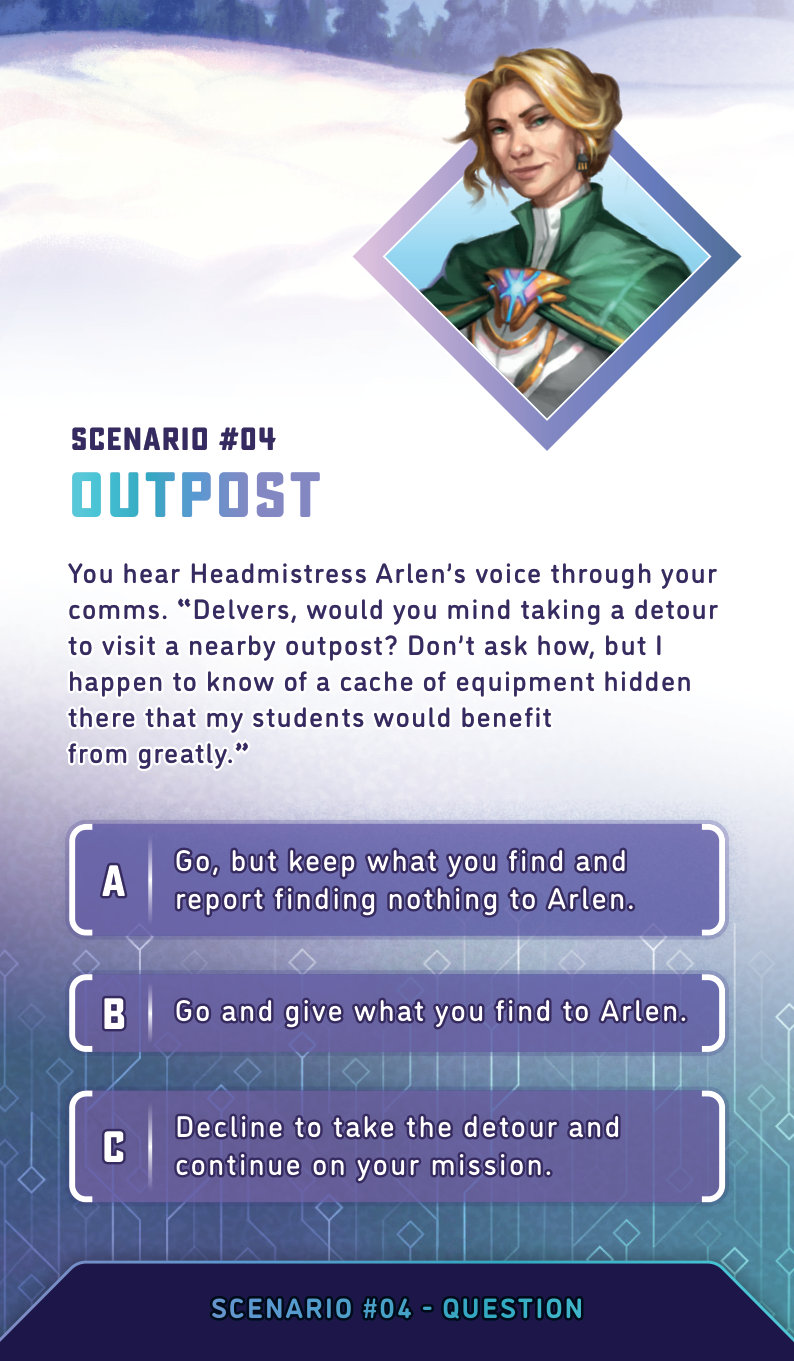 SCENARIO #04
OUTPOST
You hear Headmistress Arlen’s voice through your
comms. “Delvers, would you mind taking a detour
to visit a nearby outpost? Don’t ask how, but I
happen to know of a cache of equipment hidden
there that my students would benefit
from greatly.”
A
Go, but keep what you find and
report finding nothing to Arlen.
B
Go and give what you find to Arlen.
C
Decline to take the detour and
continue on your mission.
SCENARIO #04 - QUESTION